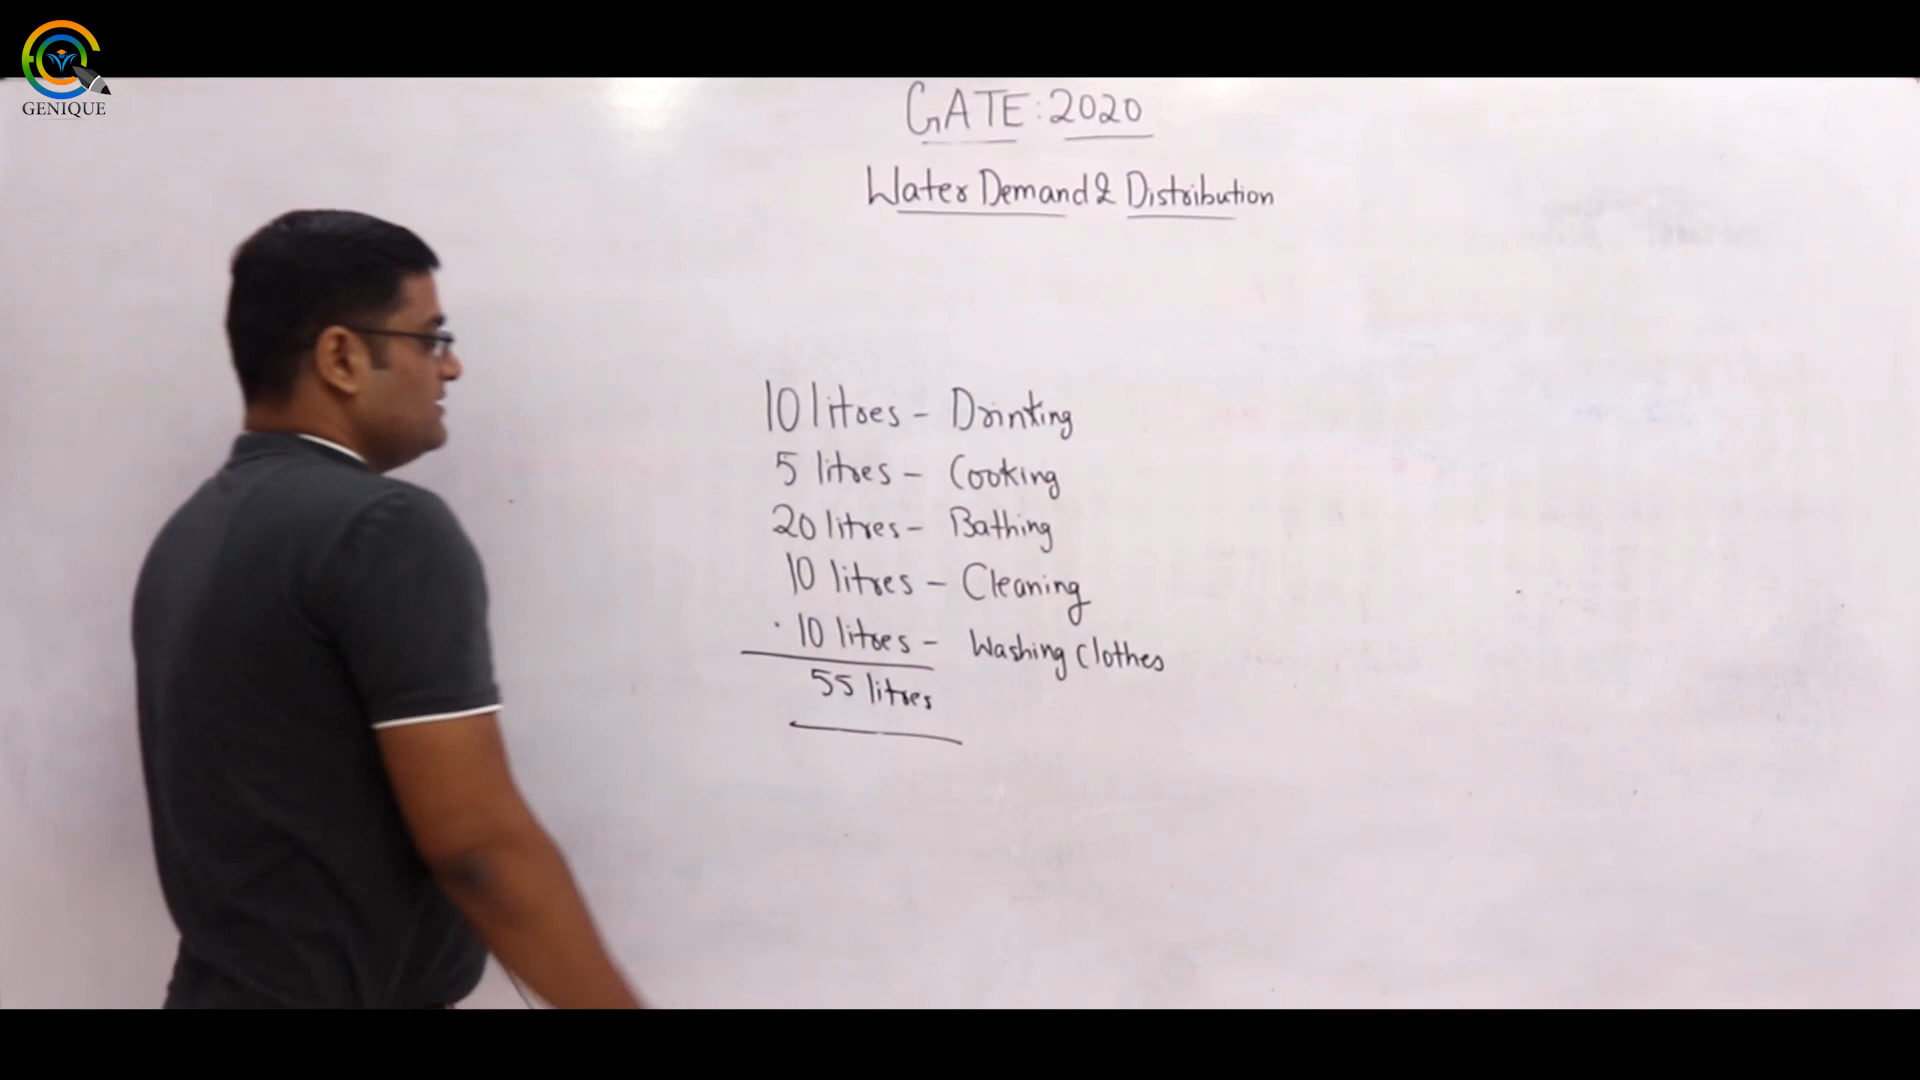 GENIQUE
GATE: 2020
Water Demand & Distribution
10 litres - Drinking
5 litres - Cooking
20 litres - Bathing
10 litres - Cleaning
10 litres - Washing Clothes
55 litres